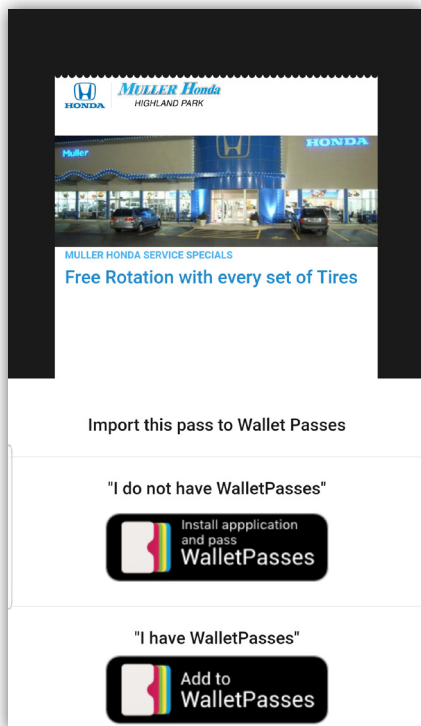 HONDA
MULLER Honda
HIGHLAND PARK
Muller
HONDA
MULLER HONDA SERVICE SPECIALS
Free Rotation with every set of Tires
Import this pass to Wallet Passes
"I do not have WalletPasses"
Install appplication
and pass
WalletPasses
"I have WalletPasses"
Add to
WalletPasses